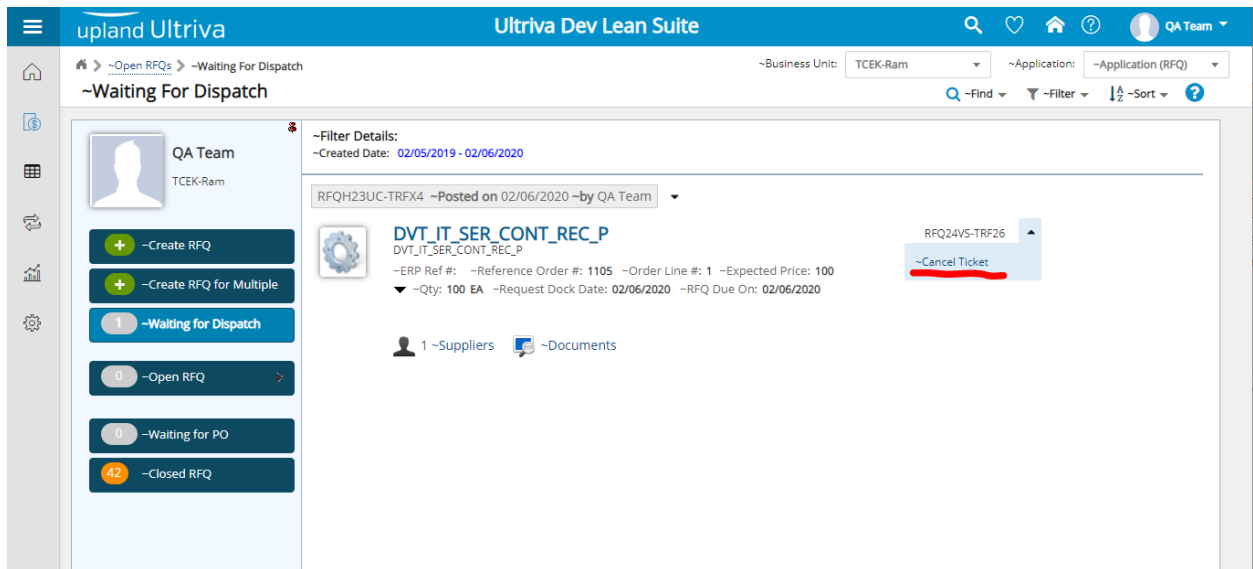 upland Ultriva
Ultriva Dev Lean Suite
QA Team
~Open RFQs
~Waiting For Dispatch
~Business Unit: TCEK-Ram
~Application: ~Application (RFQ)
~Waiting For Dispatch
~Find
~Filter
~Sort
QA Team
TCEK-Ram
~Create RFQ
~Create RFQ for Multiple
1 ~Waiting for Dispatch
0 ~Open RFQ
0 ~Waiting for PO
42 ~Closed RFQ
~Filter Details:
~Created Date: 02/05/2019 - 02/06/2020
RFQH23UC-TRFX4 ~Posted on 02/06/2020 ~by QA Team
DVT_IT_SER_CONT_REC_P
DVT_IT_SER_CONT_REC_P
~ERP Ref #: ~Reference Order #: 1105 ~Order Line #: 1 ~Expected Price: 100
~Qty: 100 EA ~Request Dock Date: 02/06/2020 ~RFQ Due On: 02/06/2020
1 ~Suppliers
~Documents
RFQ24VS-TRF26
~Cancel Ticket